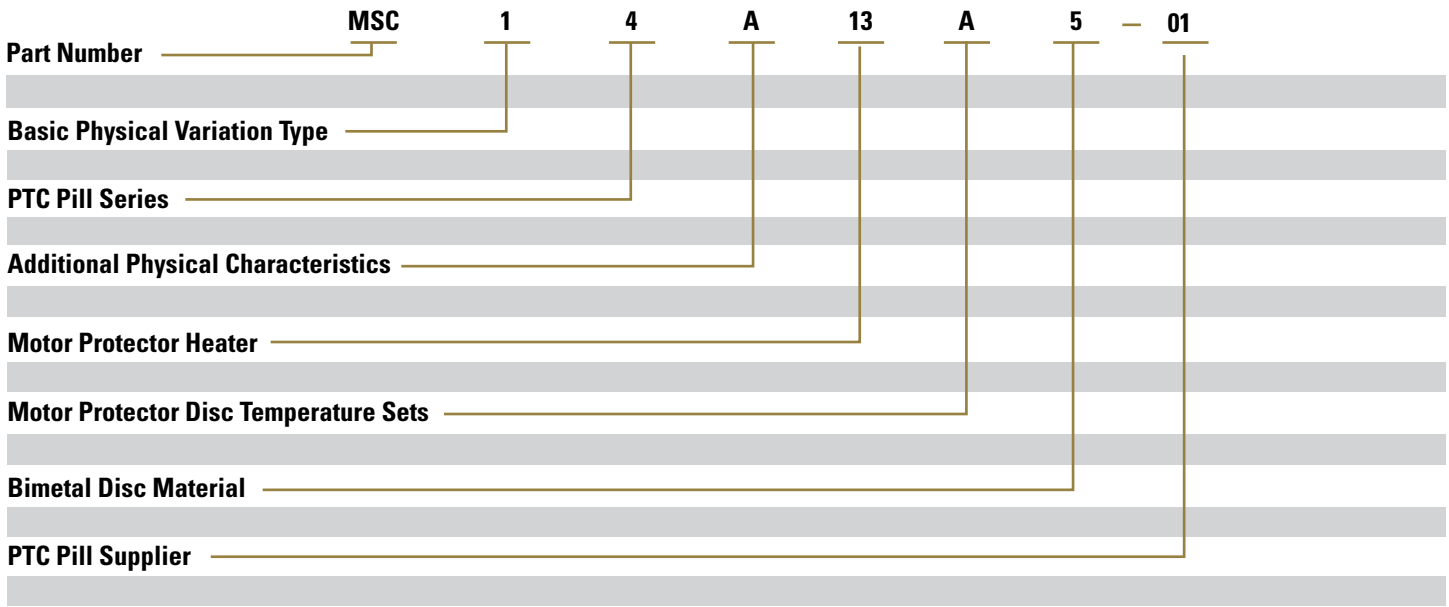 MSC 1 4 A 13 A 5 – 01
Part Number
Basic Physical Variation Type
PTC Pill Series
Additional Physical Characteristics
Motor Protector Heater
Motor Protector Disc Temperature Sets
Bimetal Disc Material
PTC Pill Supplier